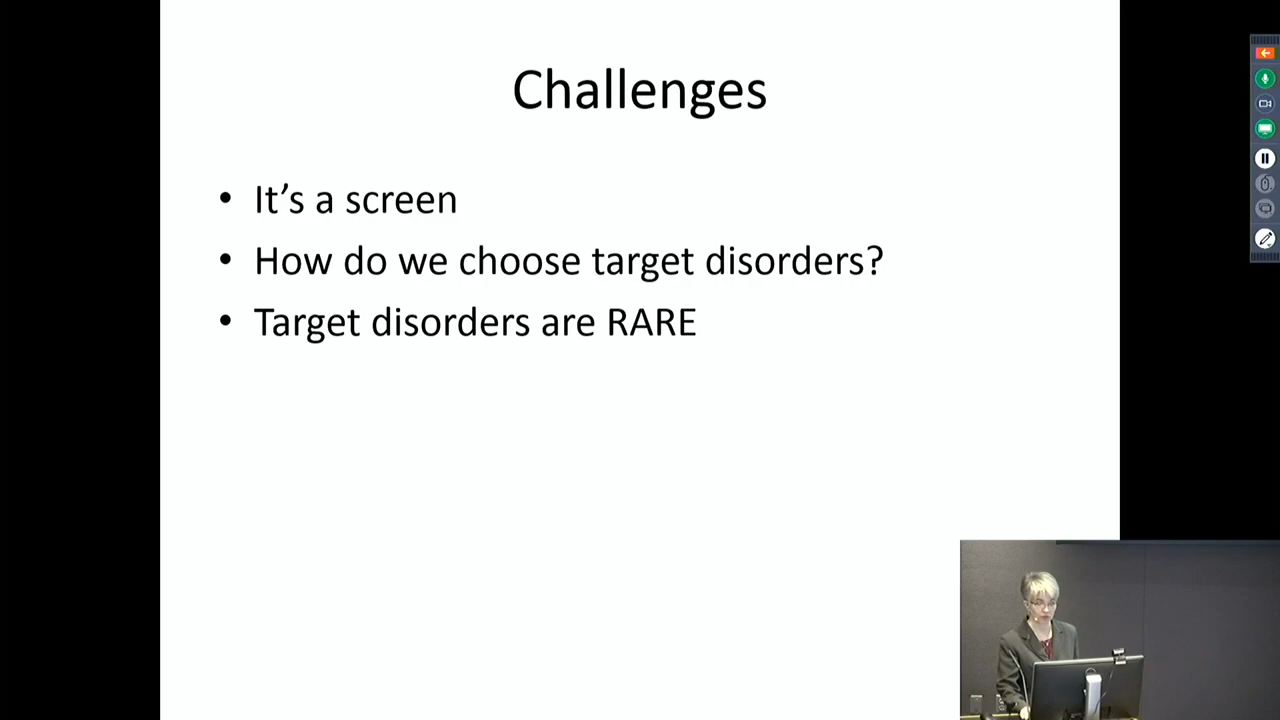 Challenges
• It’s a screen
• How do we choose target disorders?
• Target disorders are RARE